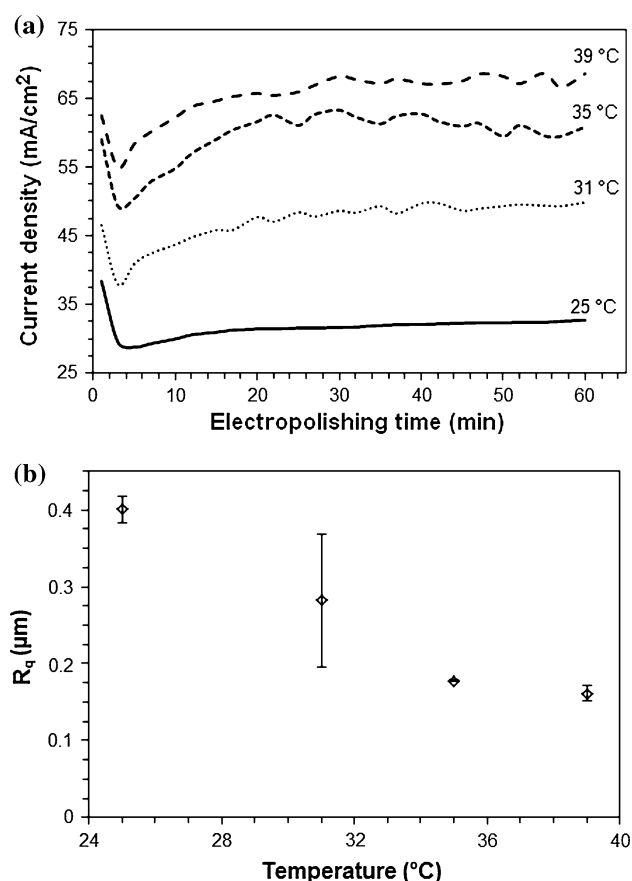 (a)
75
65
55
45
35
25
Current density (mA/cm²)
39 °C
35 °C
31 °C
25 °C
0 10 20 30 40 50 60
Electropolishing time (min)
(b)
0.4
0.3
0.2
0.1
0
Rq (µm)
24 28 32 36 40
Temperature (°C)